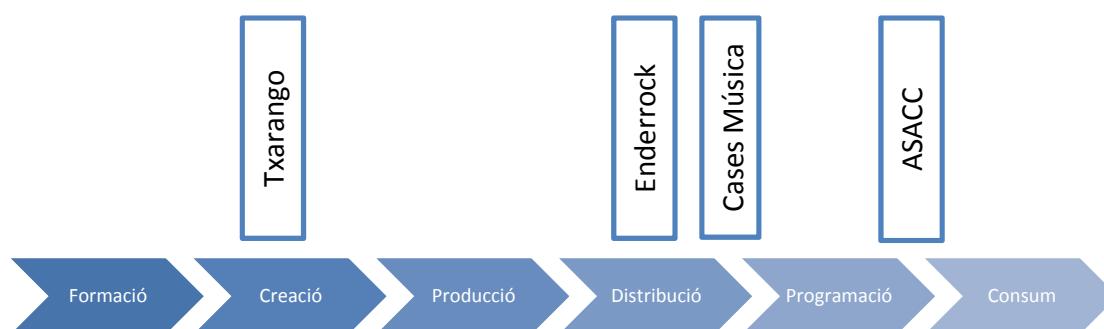 Txarango
Enderrock
Cases Música
ASACC
Formació
Creació
Producció
Distribució
Programació
Consum